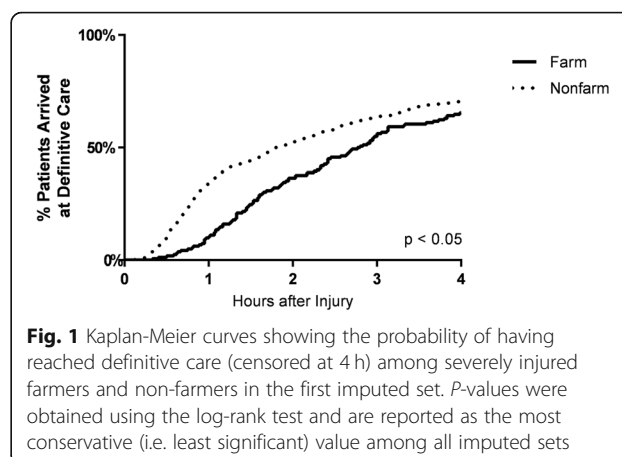 100%
50%
0%
% Patients Arrived
at Definitive Care
Farm
Nonfarm
p < 0.05
0
1
2
3
4
Hours after Injury
Fig. 1 Kaplan-Meier curves showing the probability of having
reached definitive care (censored at 4 h) among severely injured
farmers and non-farmers in the first imputed set. P-values were
obtained using the log-rank test and are reported as the most
conservative (i.e. least significant) value among all imputed sets